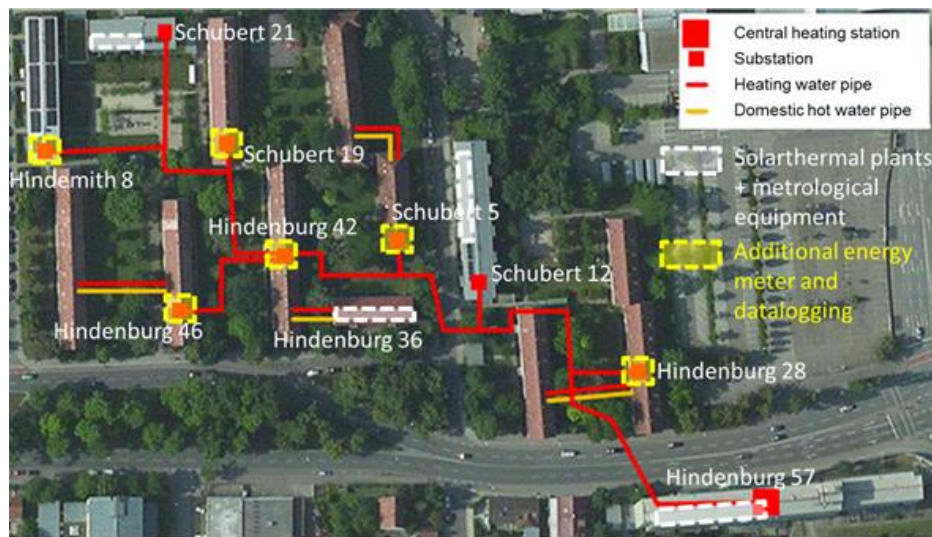 Schubert 21
Central heating station
Substation
Heating water pipe
Domestic hot water pipe
Schubert 19
Hindemith 8
Solarthermal plants
+ metrological
equipment
Hindenburg 42
Schubert 5
Schubert 12
Additional energy
meter and
datalogging
Hindenburg 46
Hindenburg 36
Hindenburg 28
Hindenburg 57